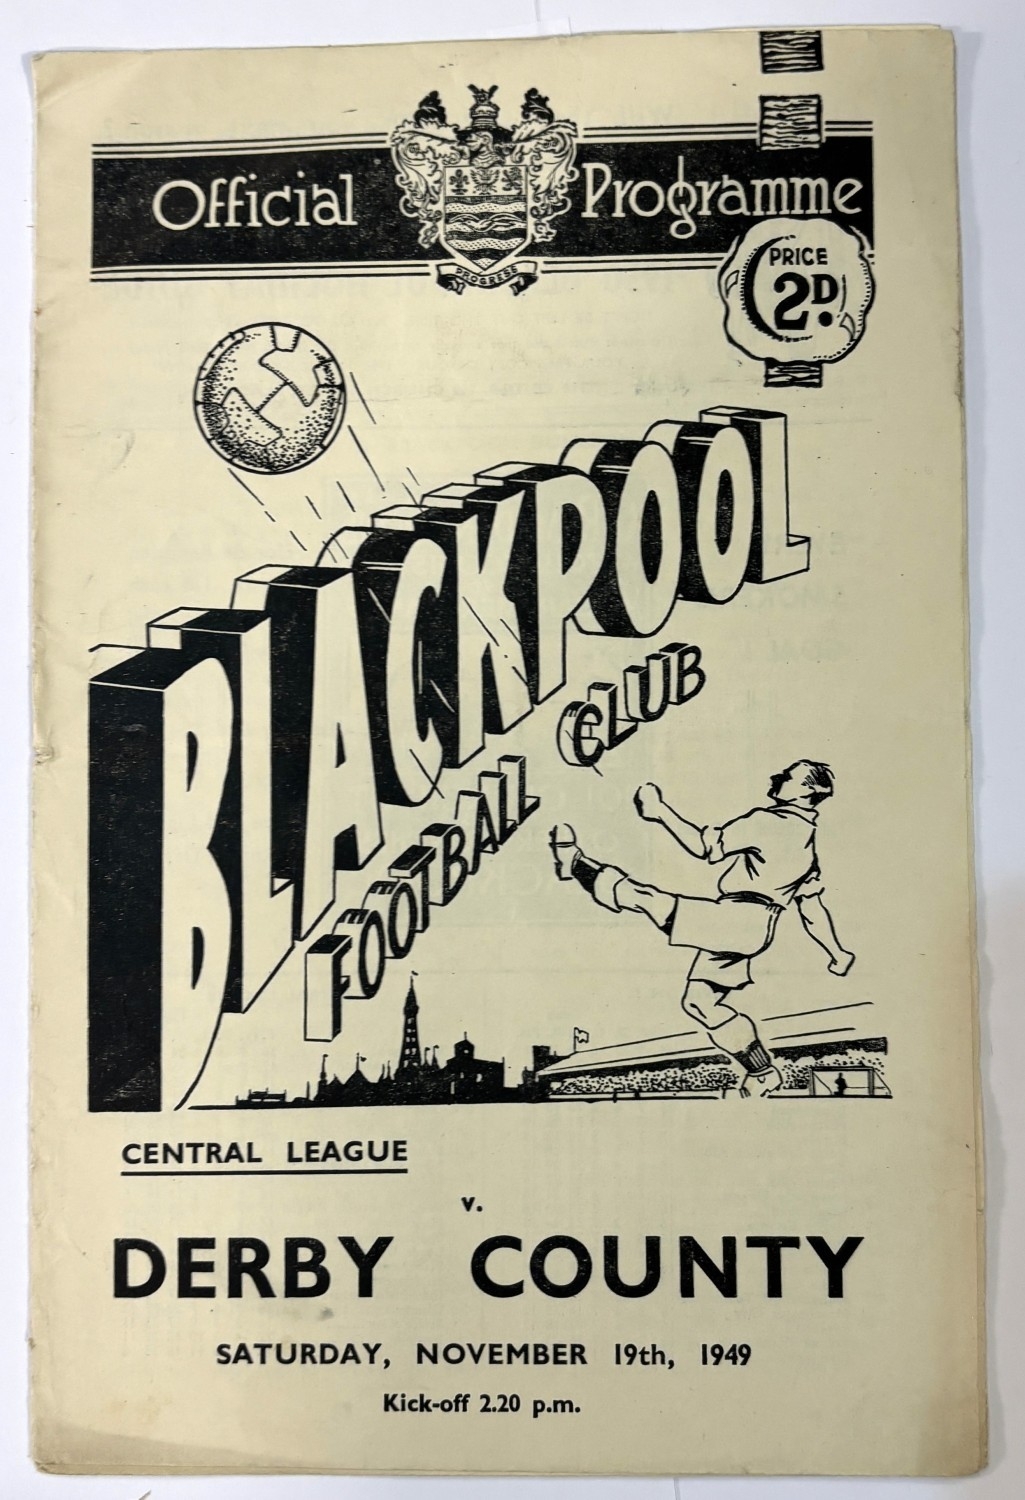 Official Programme
PROGRESS
PRICE
2D.
BLACKPOOL
FOOTBALL CLUB
CENTRAL LEAGUE
v.
DERBY COUNTY
SATURDAY, NOVEMBER 19th, 1949
Kick-off 2.20 p.m.